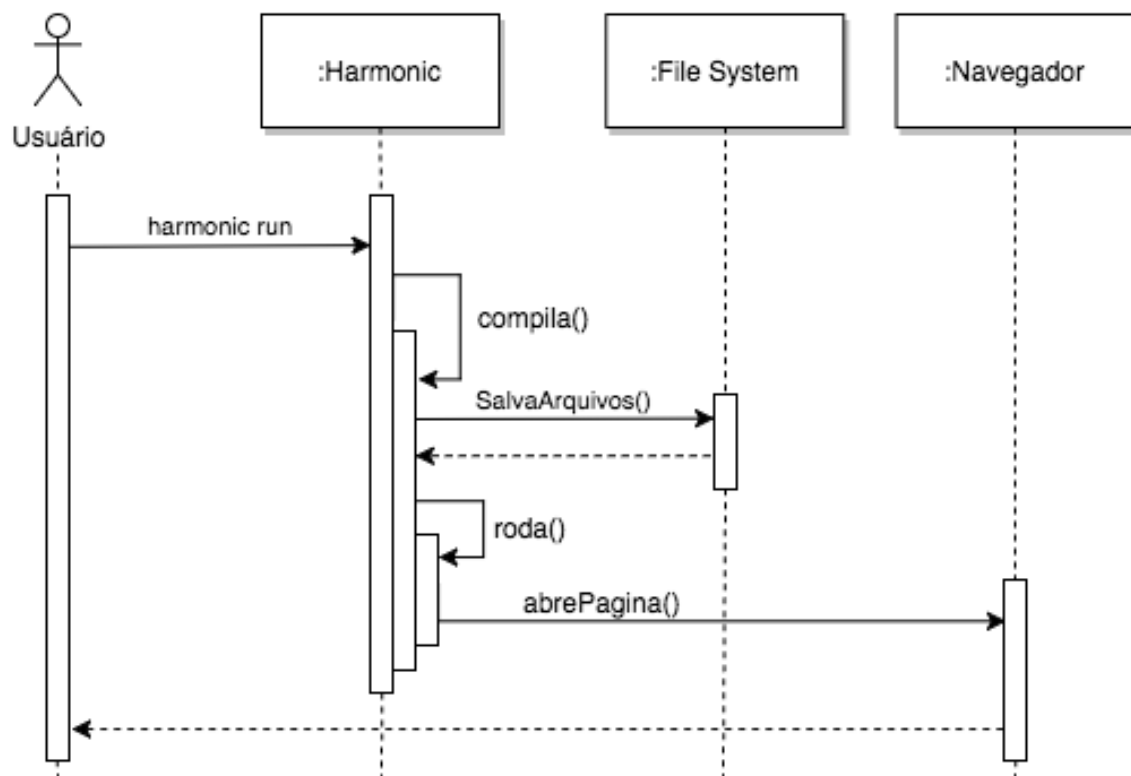 :Harmonic
:File System
:Navegador
Usuário
harmonic run
compila()
SalvaArquivos()
roda()
abrePagina()